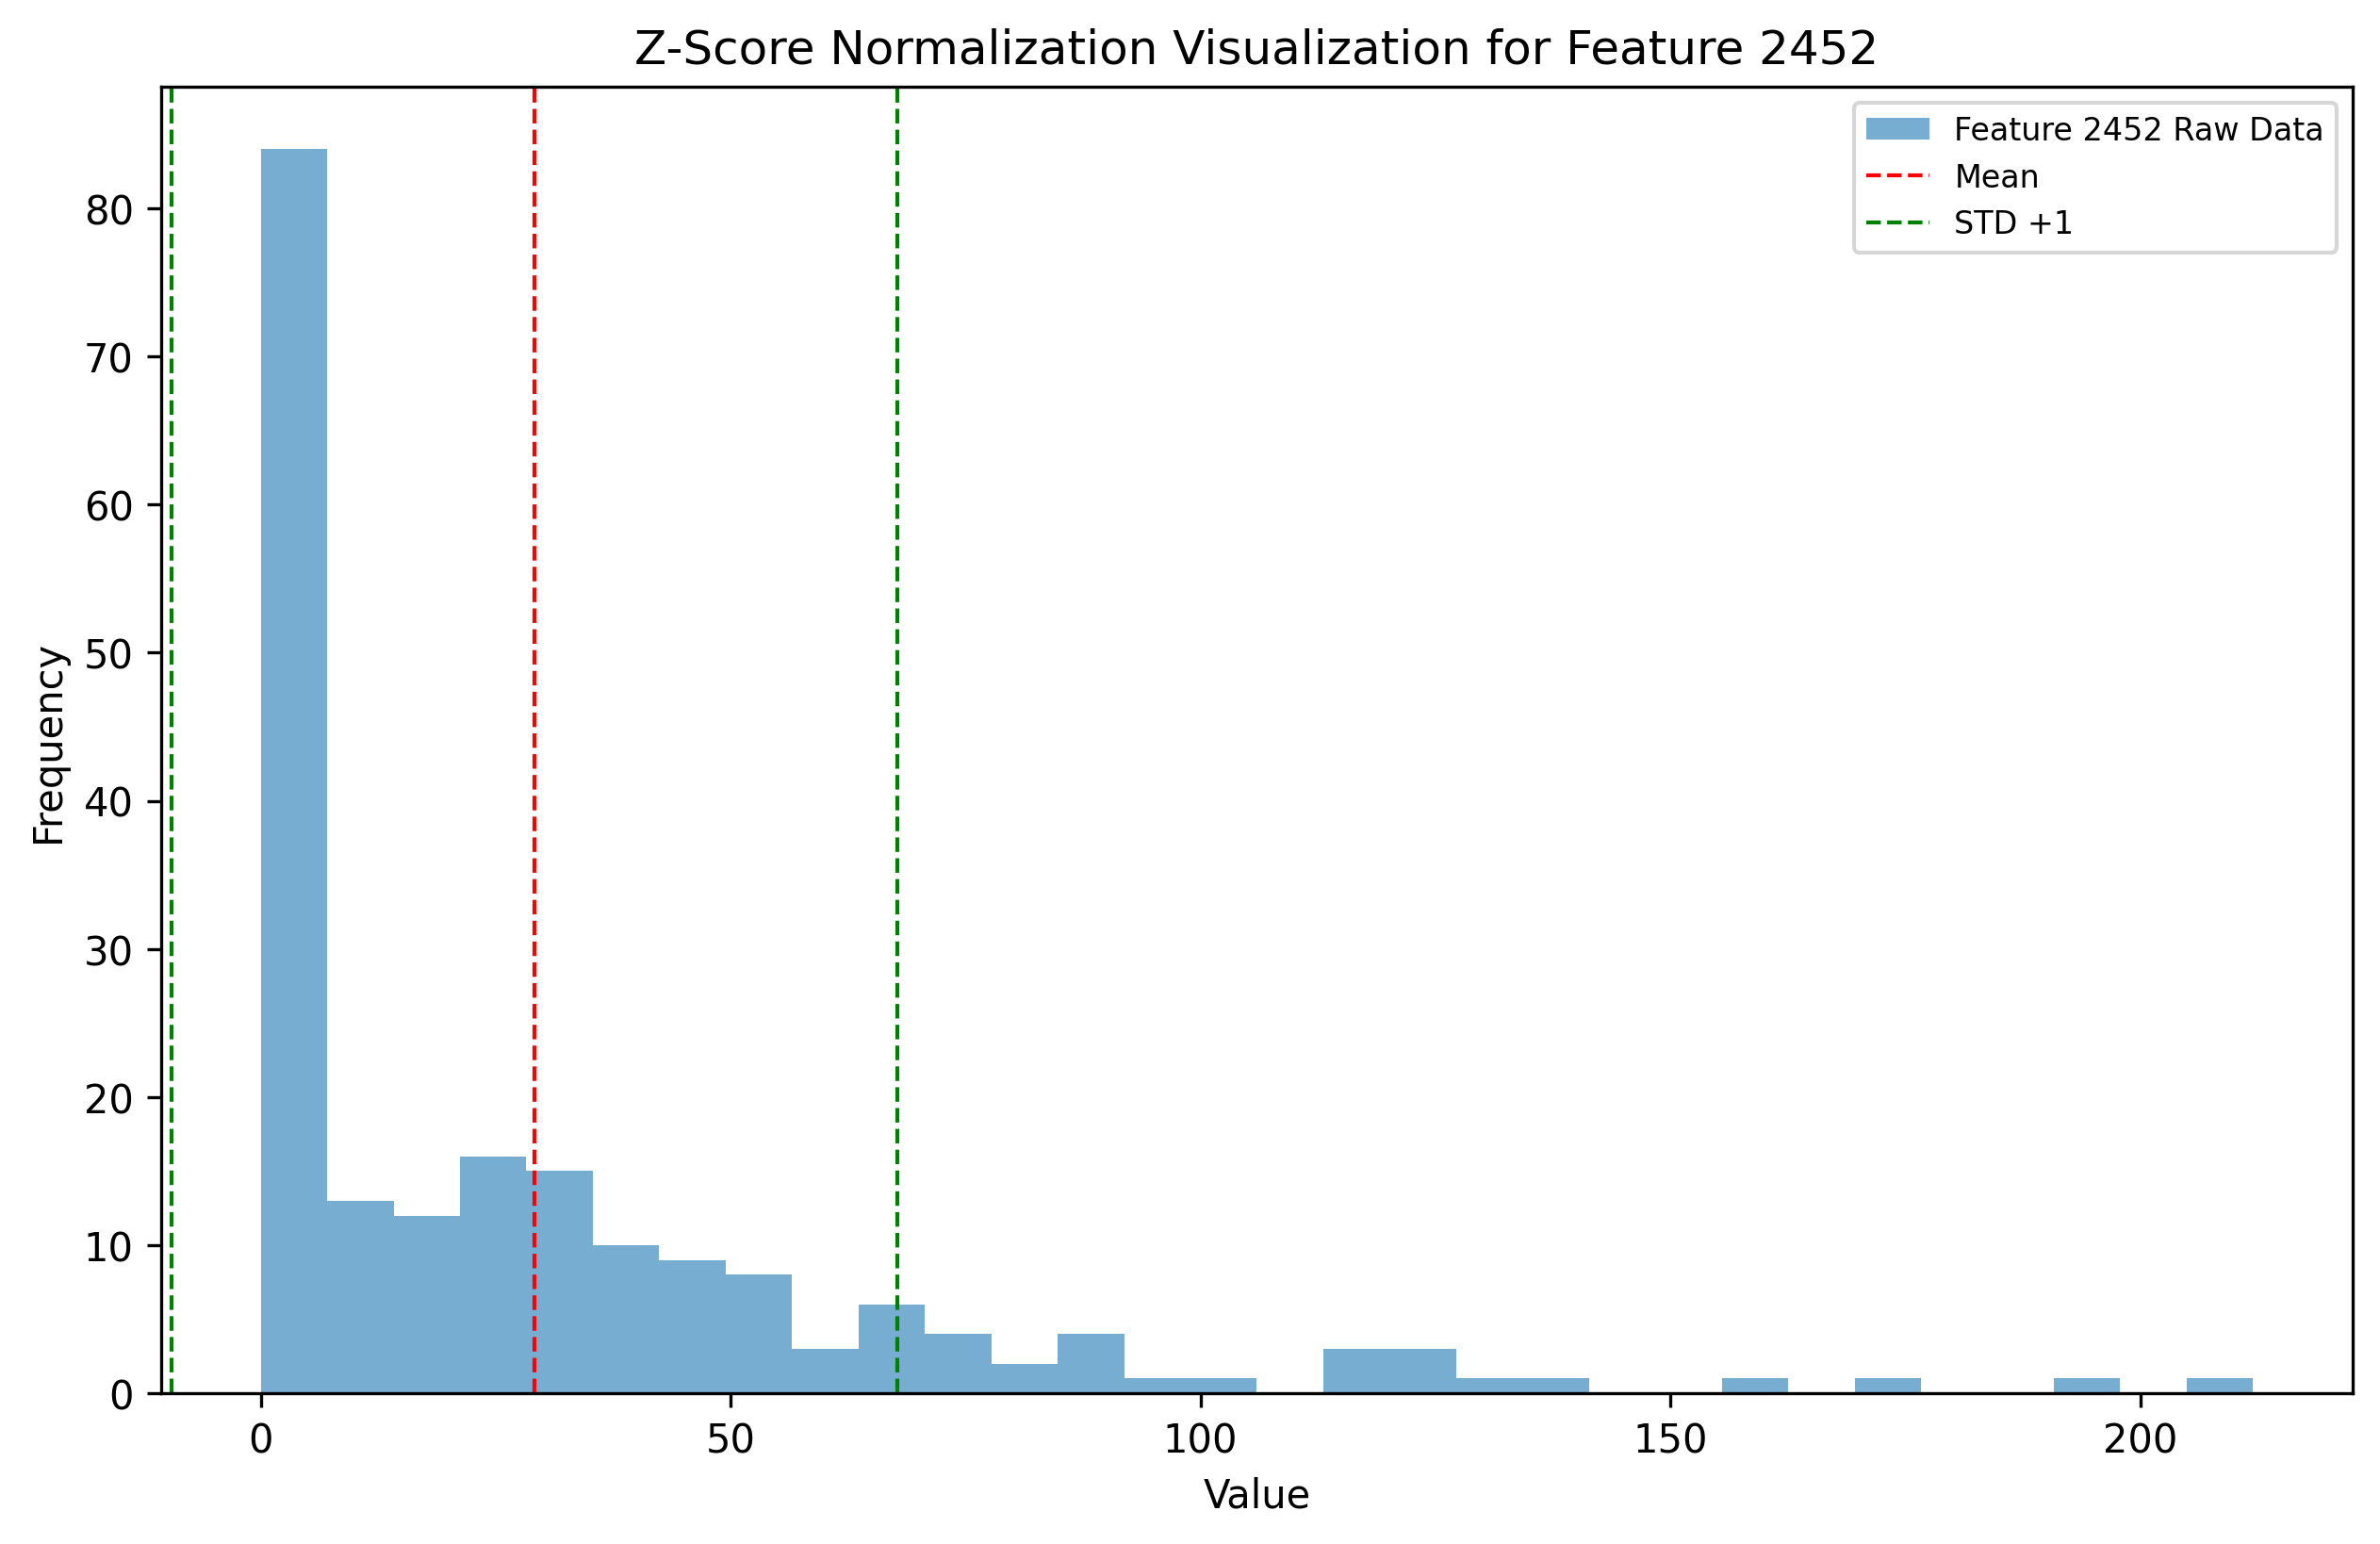 Z-Score Normalization Visualization for Feature 2452
Feature 2452 Raw Data
Mean
STD +1
Frequency
80
70
60
50
40
30
20
10
0
0 50 100 150 200
Value